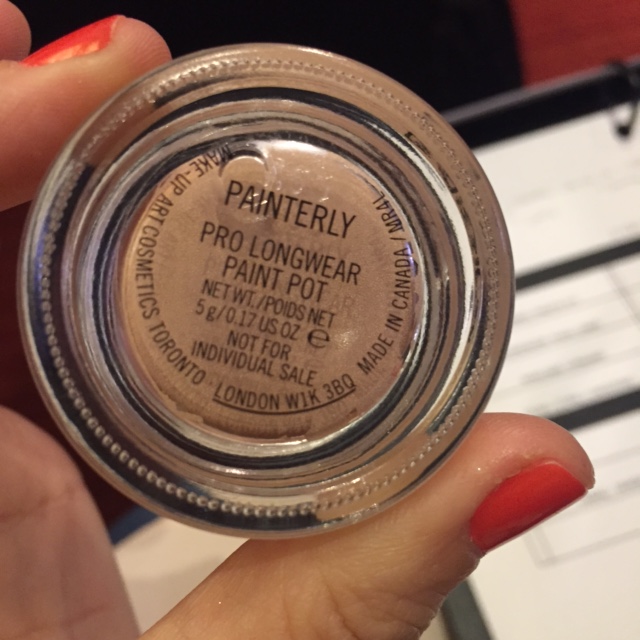 PAINTERLY
PRO LONGWEAR
PAINT POT
NET WT./POIDS NET
5 g/0.17 US OZ ℮
NOT FOR
INDIVIDUAL SALE
MAKE-UP ART COSMETICS TORONTO · LONDON W1K 3BQ MADE IN CANADA /